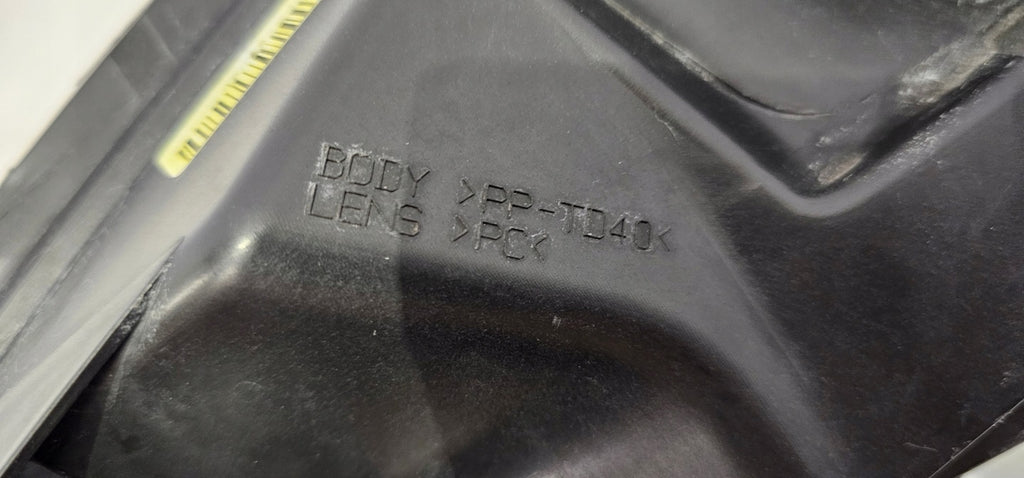 BODY >PP-TD40<
LENS >PC<